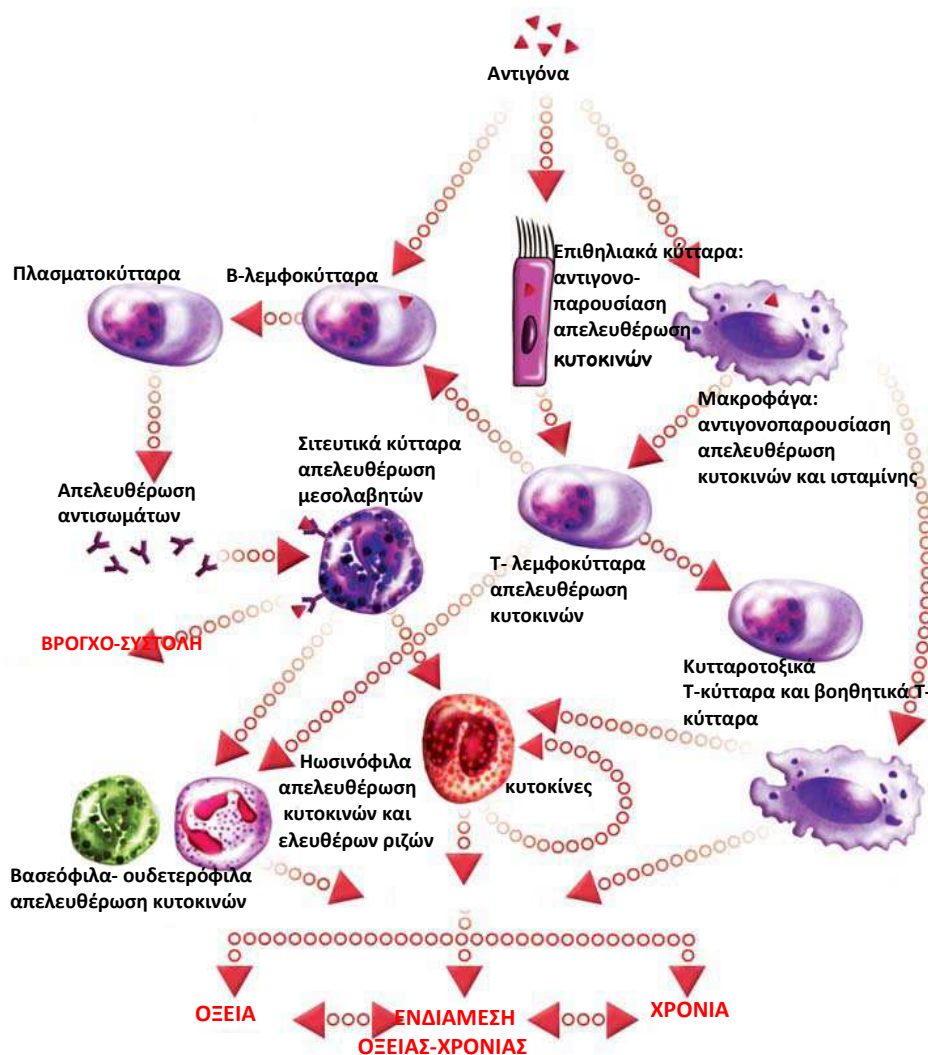 Αντιγόνα
Επιθηλιακά κύτταρα:
αντιγονο-
παρουσίαση
απελευθέρωση
κυτοκινών
Πλασματοκύτταρα
Β-λεμφοκύτταρα
Μακροφάγα:
αντιγονοπαρουσίαση
απελευθέρωση
κυτοκινών και ισταμίνης
Σιτευτικά κύτταρα
απελευθέρωση
μεσολαβητών
Απελευθέρωση
αντισωμάτων
Τ- λεμφοκύτταρα
απελευθέρωση
κυτοκινών
ΒΡΟΓΧΟ-ΣΥΣΤΟΛΗ
Κυτταροτοξικά
Τ-κύτταρα και βοηθητικά Τ-
κύτταρα
Ηωσινόφιλα
απελευθέρωση
κυτοκινών και
ελευθέρων ριζών
κυτοκίνες
Βασεόφιλα- ουδετερόφιλα
απελευθέρωση κυτοκινών
ΟΞΕΙΑ
ΕΝΔΙΑΜΕΣΗ
ΟΞΕΙΑΣ-ΧΡΟΝΙΑΣ
ΧΡΟΝΙΑ